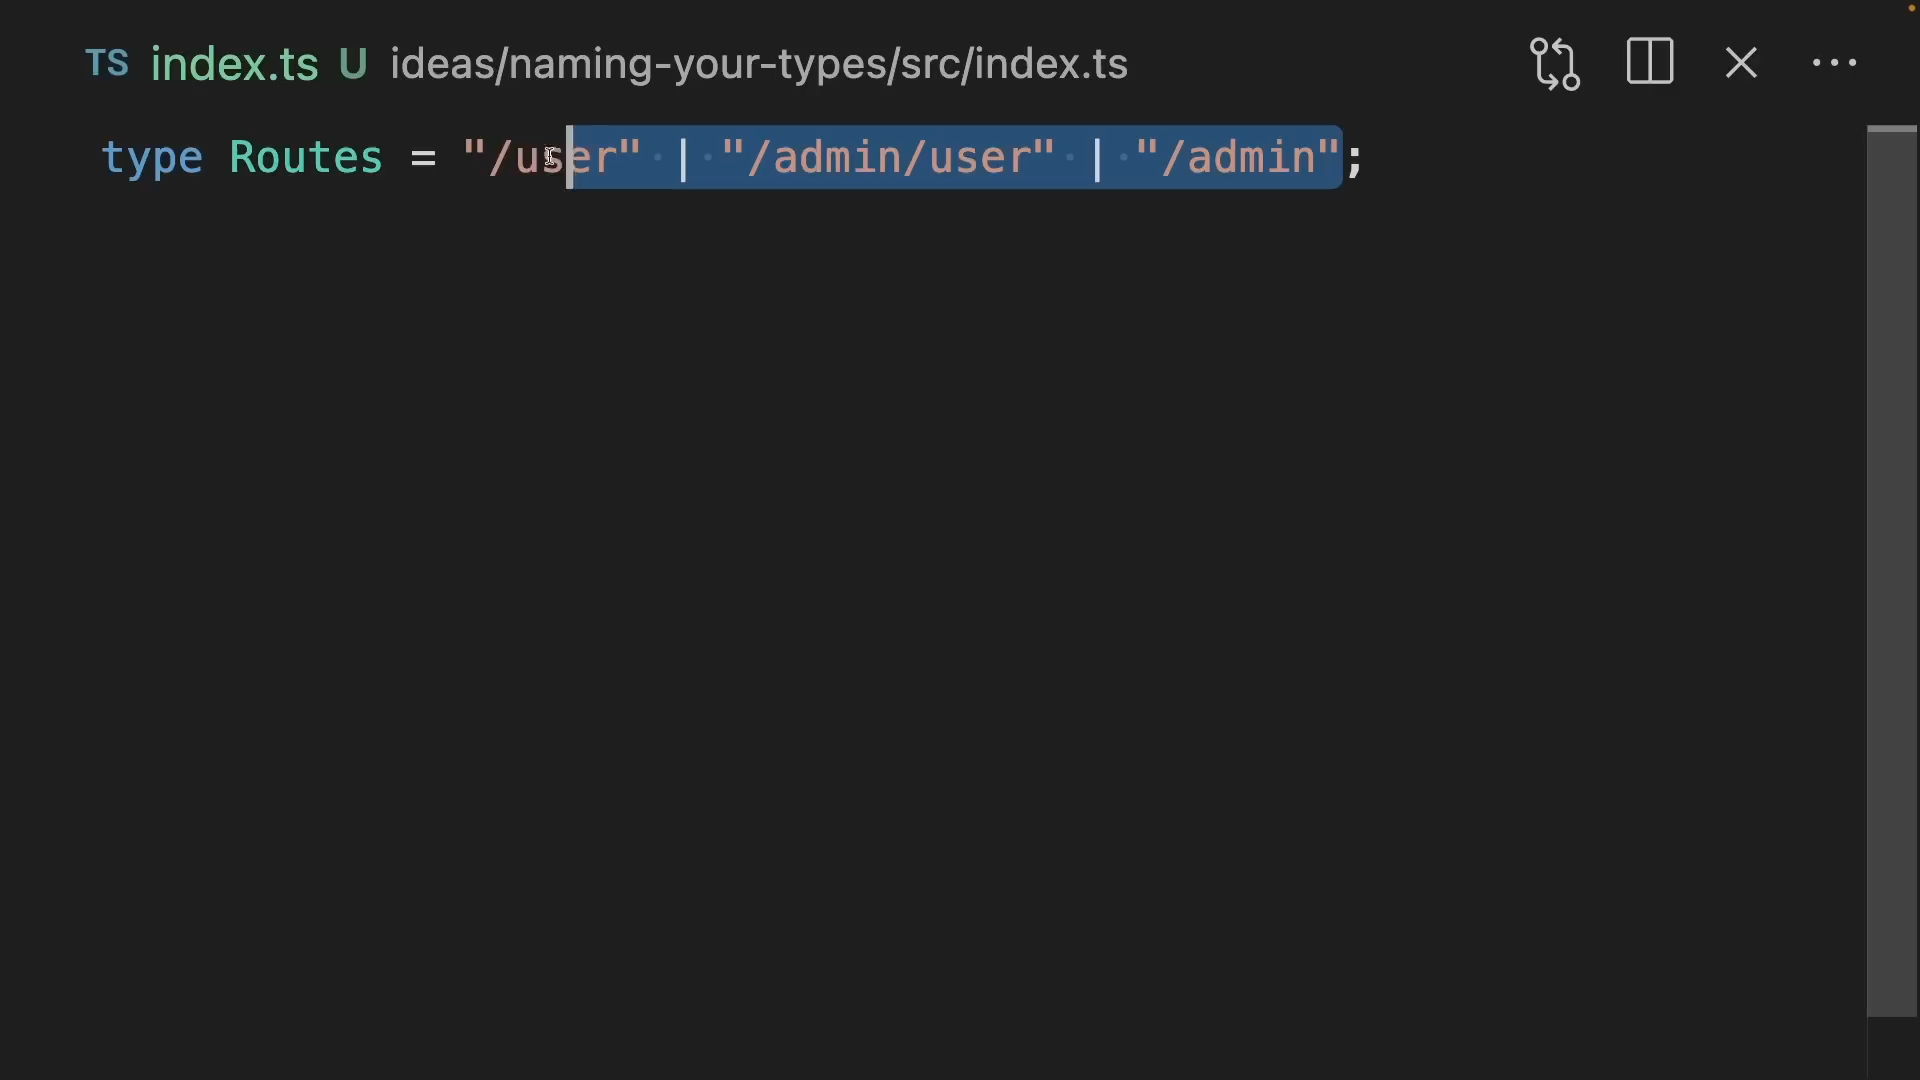 TS index.ts U ideas/naming-your-types/src/index.ts
type Routes = "/user" | "/admin/user" | "/admin";